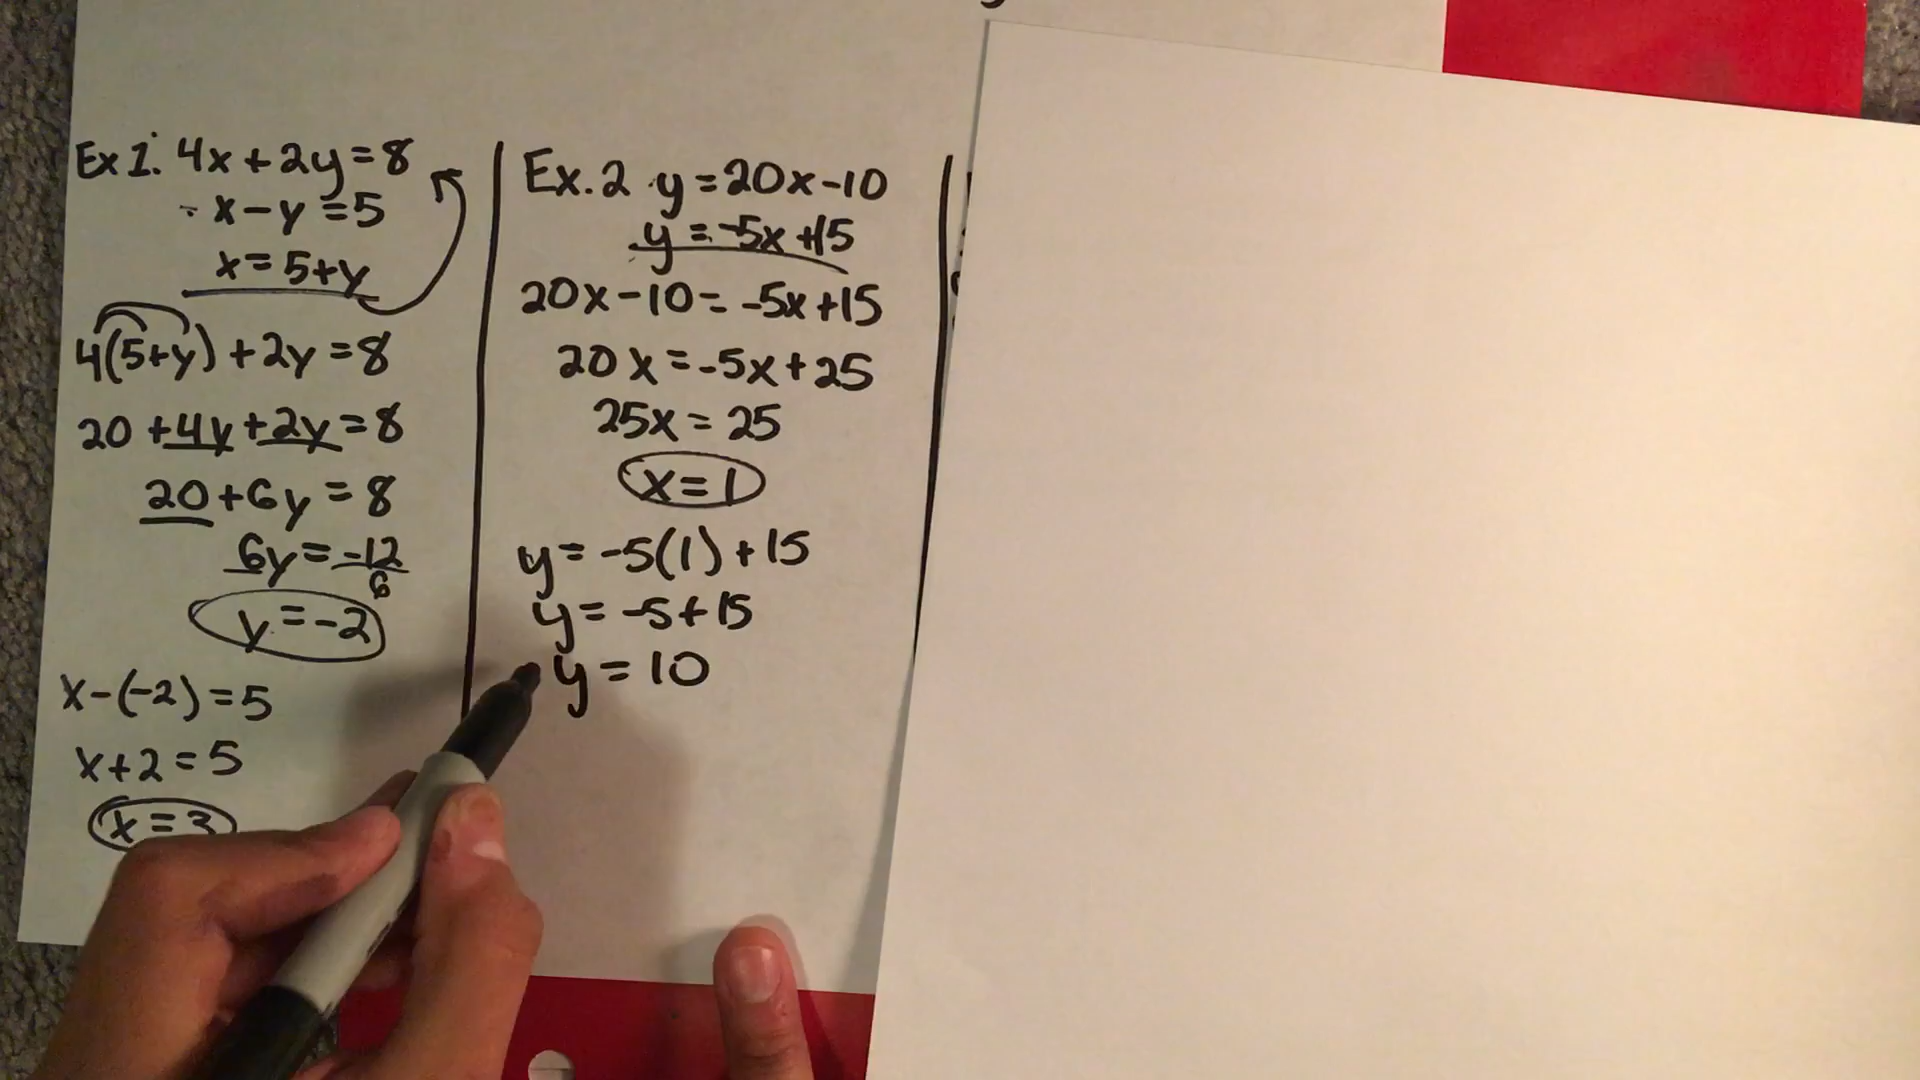 Ex 1. 4x + 2y = 8
x - y = 5
x = 5 + y
4(5+y) + 2y = 8
20 + 4y + 2y = 8
20 + 6y = 8
6y = -12
6
y = -2
x - (-2) = 5
x + 2 = 5
x = 3
Ex. 2 y = 20x - 10
y = -5x + 15
20x - 10 = -5x + 15
20x = -5x + 25
25x = 25
x = 1
y = -5(1) + 15
y = -5 + 15
y = 10